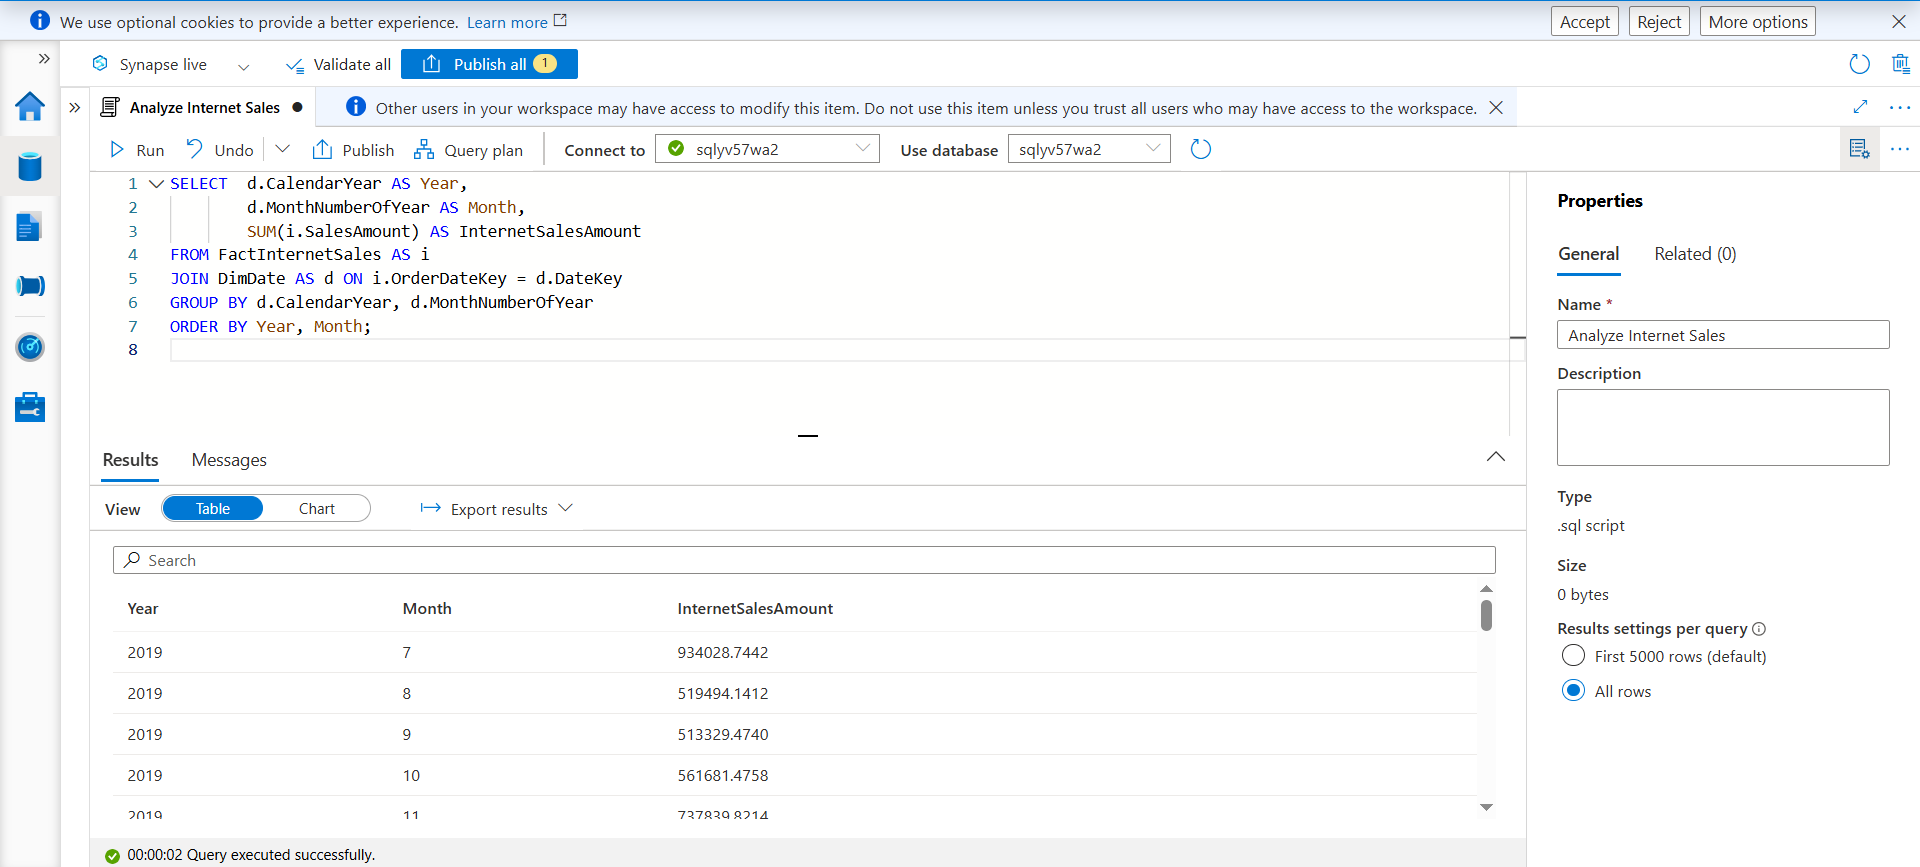 We use optional cookies to provide a better experience. Learn more
Accept Reject More options
Synapse live Validate all Publish all 1
Analyze Internet Sales
Other users in your workspace may have access to modify this item. Do not use this item unless you trust all users who may have access to the workspace.
Run Undo Publish Query plan Connect to sqlyv57wa2 Use database sqlyv57wa2
1 SELECT d.CalendarYear AS Year,
2 d.MonthNumberOfYear AS Month,
3 SUM(i.SalesAmount) AS InternetSalesAmount
4 FROM FactInternetSales AS i
5 JOIN DimDate AS d ON i.OrderDateKey = d.DateKey
6 GROUP BY d.CalendarYear, d.MonthNumberOfYear
7 ORDER BY Year, Month;
8
Results Messages
View Table Chart Export results
Search
Year Month InternetSalesAmount
2019 7 934028.7442
2019 8 519494.1412
2019 9 513329.4740
2019 10 561681.4758
2019 11 737839.8214
00:00:02 Query executed successfully.
Properties
General Related (0)
Name *
Analyze Internet Sales
Description
Type
.sql script
Size
0 bytes
Results settings per query
First 5000 rows (default)
All rows